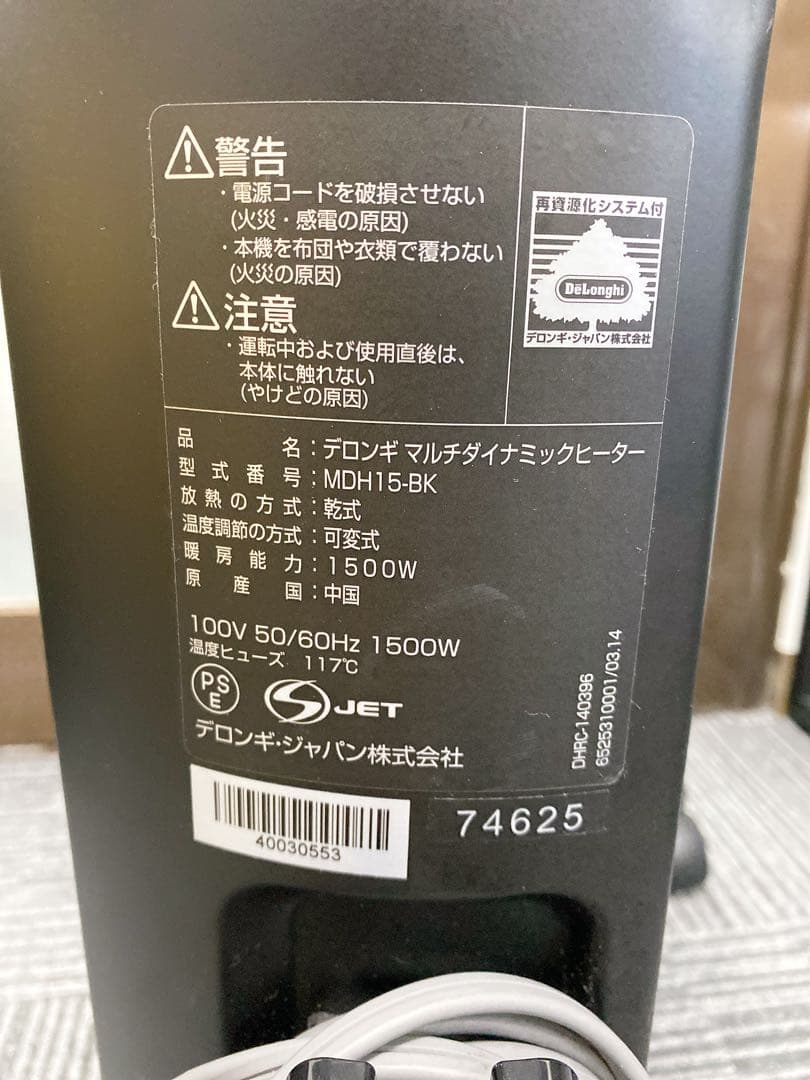 警告
・電源コードを破損させない
(火災・感電の原因)
・本機を布団や衣類で覆わない
(火災の原因)
注意
・運転中および使用直後は、
本体に触れない
(やけどの原因)
再資源化システム付
DeLonghi
デロンギ・ジャパン株式会社
品名：デロンギ マルチダイナミックヒーター
型式番号：MDH15-BK
放熱の方式：乾式
温度調節の方式：可変式
暖房能力：1500W
原産国：中国
100V 50/60Hz 1500W
温度ヒューズ 117℃
PSE
S JET
デロンギ・ジャパン株式会社
DHRC-140396
6525310001/03.14
40030553
74625